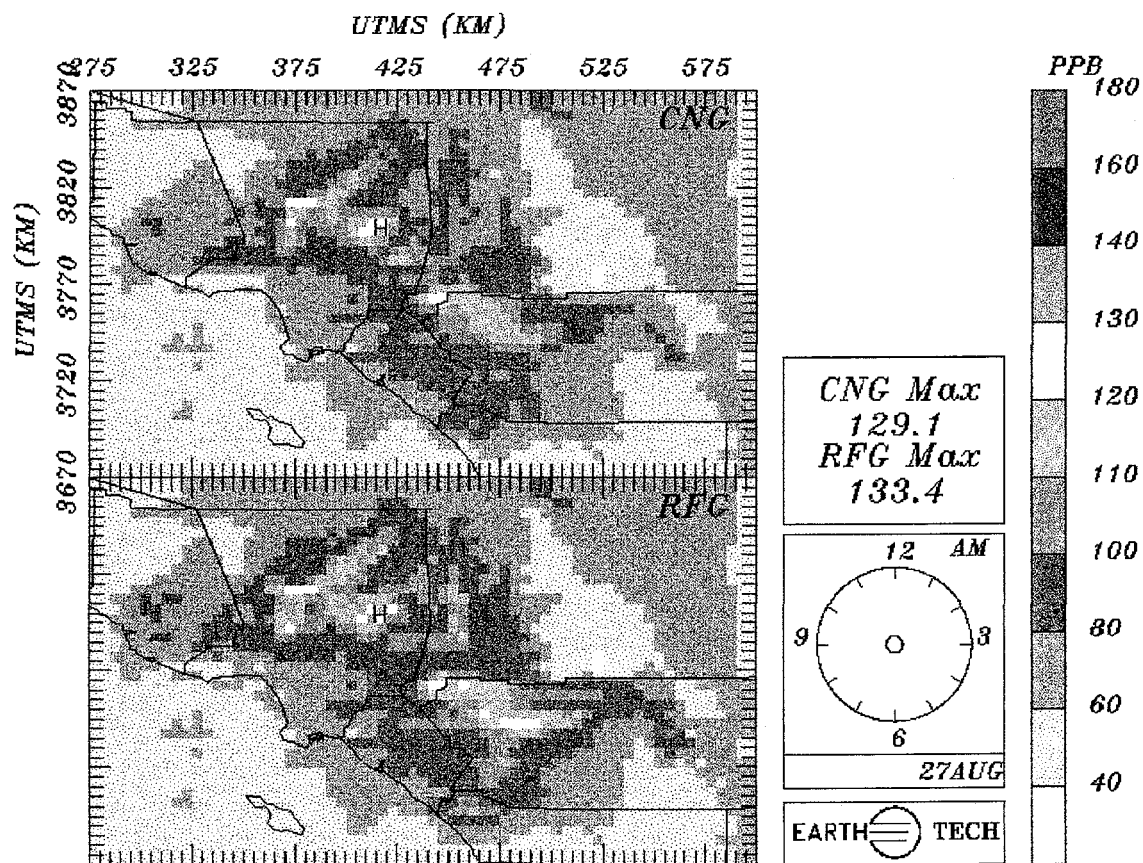 UTMS (KM)
275 325 375 425 475 525 575
PPB
UTMS (KM)
3870
3820
3770
3720
3670
CNG
RFG
180
160
140
130
120
110
100
80
60
40
CNG Max
129.1
RFG Max
133.4
12 AM
9 3
6
27AUG
EARTH TECH
H
H